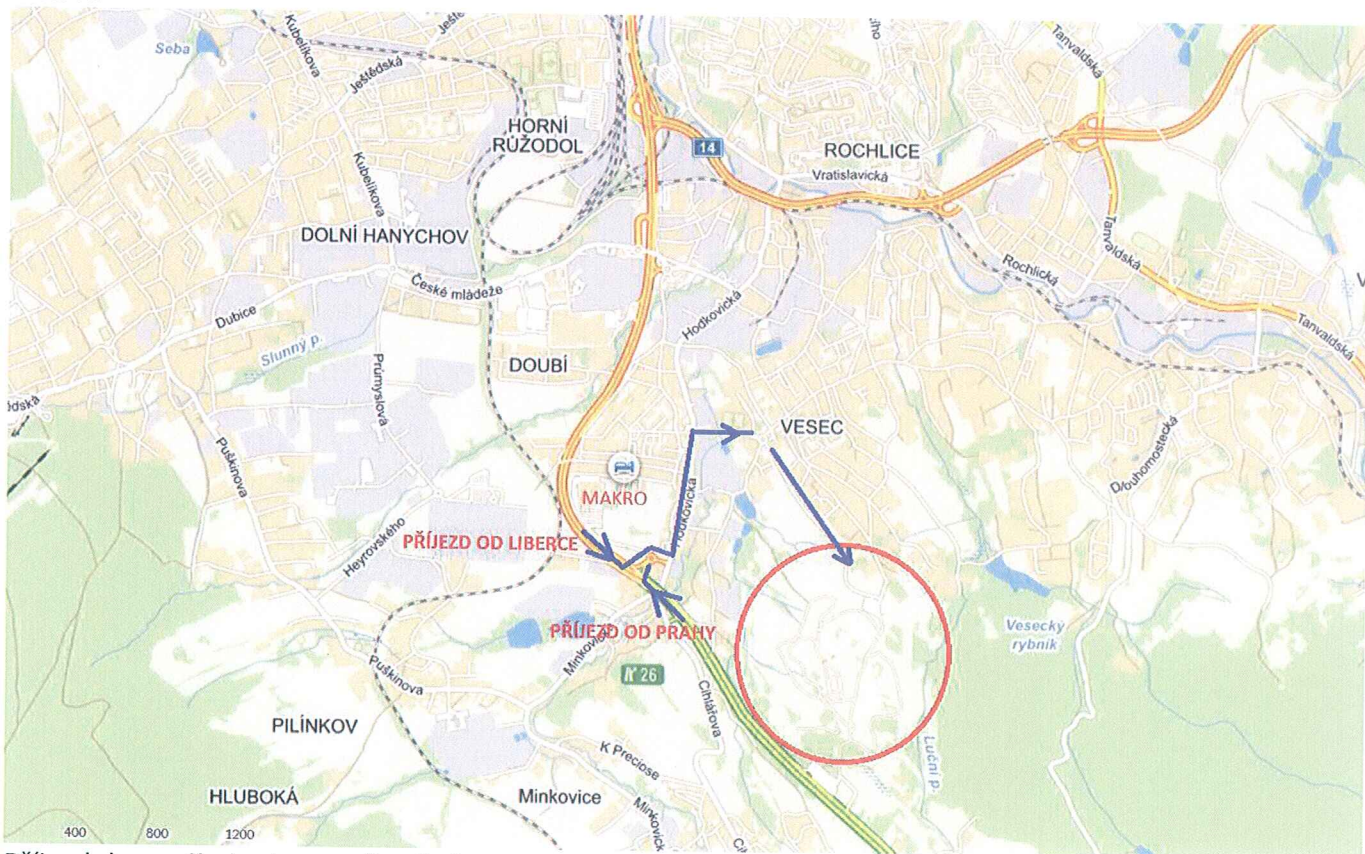 Seba
Kubelíkova
Ještědská
HORNÍ
RŮŽODOL
14
ROCHLICE
Vratislavická
Tanvaldská
Tanvaldská
Kubelíkova
DOLNÍ HANYCHOV
České mládeže
Hodkovická
Rochlická
Tanvaldská
Dubice
Slunný p.
DOUBÍ
Průmyslová
Puškinova
VESEC
Dlouhomostecká
MAKRO
Hodkovická
Heyrovského
PŘÍJEZD OD LIBERCE
PŘÍJEZD OD PRAHY
Vesecký
rybník
Minkovice
26
Puškinova
Cihlářova
PILÍNKOV
K Preciose
Luční p.
HLUBOKÁ
Minkovice
Minkovick
400 800 1200